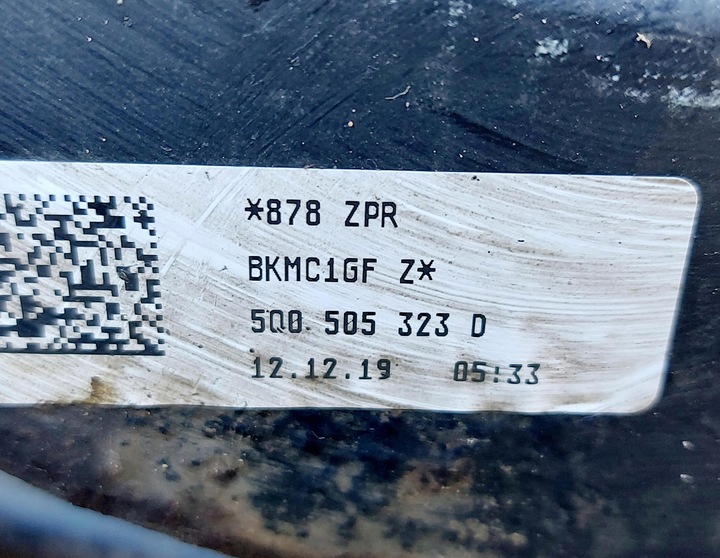 *878 ZPR
BKMC1GF Z*
5Q0.505 323 D
12.12.19 05:33